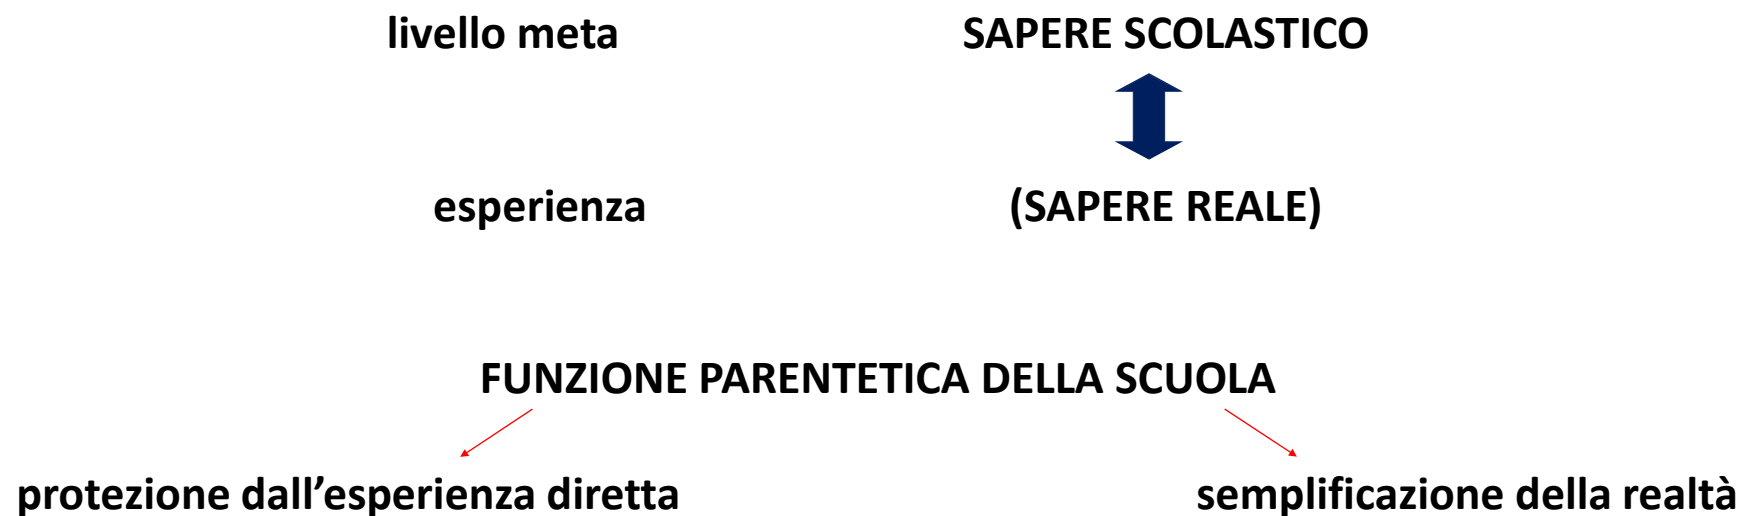 livello meta SAPERE SCOLASTICO
esperienza (SAPERE REALE)
FUNZIONE PARENTETICA DELLA SCUOLA
protezione dall’esperienza diretta semplificazione della realtà